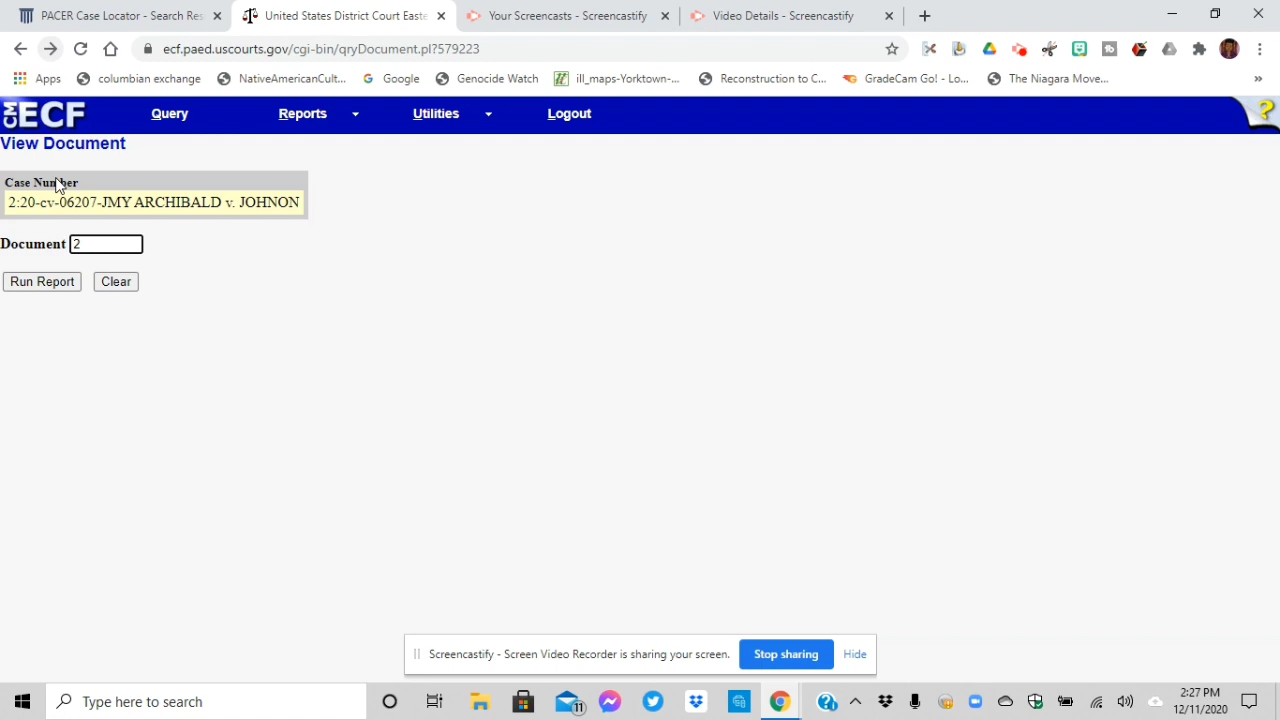 PACER Case Locator - Search Res
United States District Court Easte
Your Screencasts - Screencastify
Video Details - Screencastify
ecf.paed.uscourts.gov/cgi-bin/qryDocument.pl?579223
Apps
columbian exchange
NativeAmericanCult...
Google
Genocide Watch
ill_maps-Yorktown-...
Reconstruction to C...
GradeCam Go! - Lo...
The Niagara Move...
»
CM ECF
Query
Reports
Utilities
Logout
?
View Document
Case Number
2:20-cv-06207-JMY ARCHIBALD v. JOHNON
Document 2
Run Report
Clear
Screencastify - Screen Video Recorder is sharing your screen.
Stop sharing
Hide
Type here to search
11
2:27 PM
12/11/2020